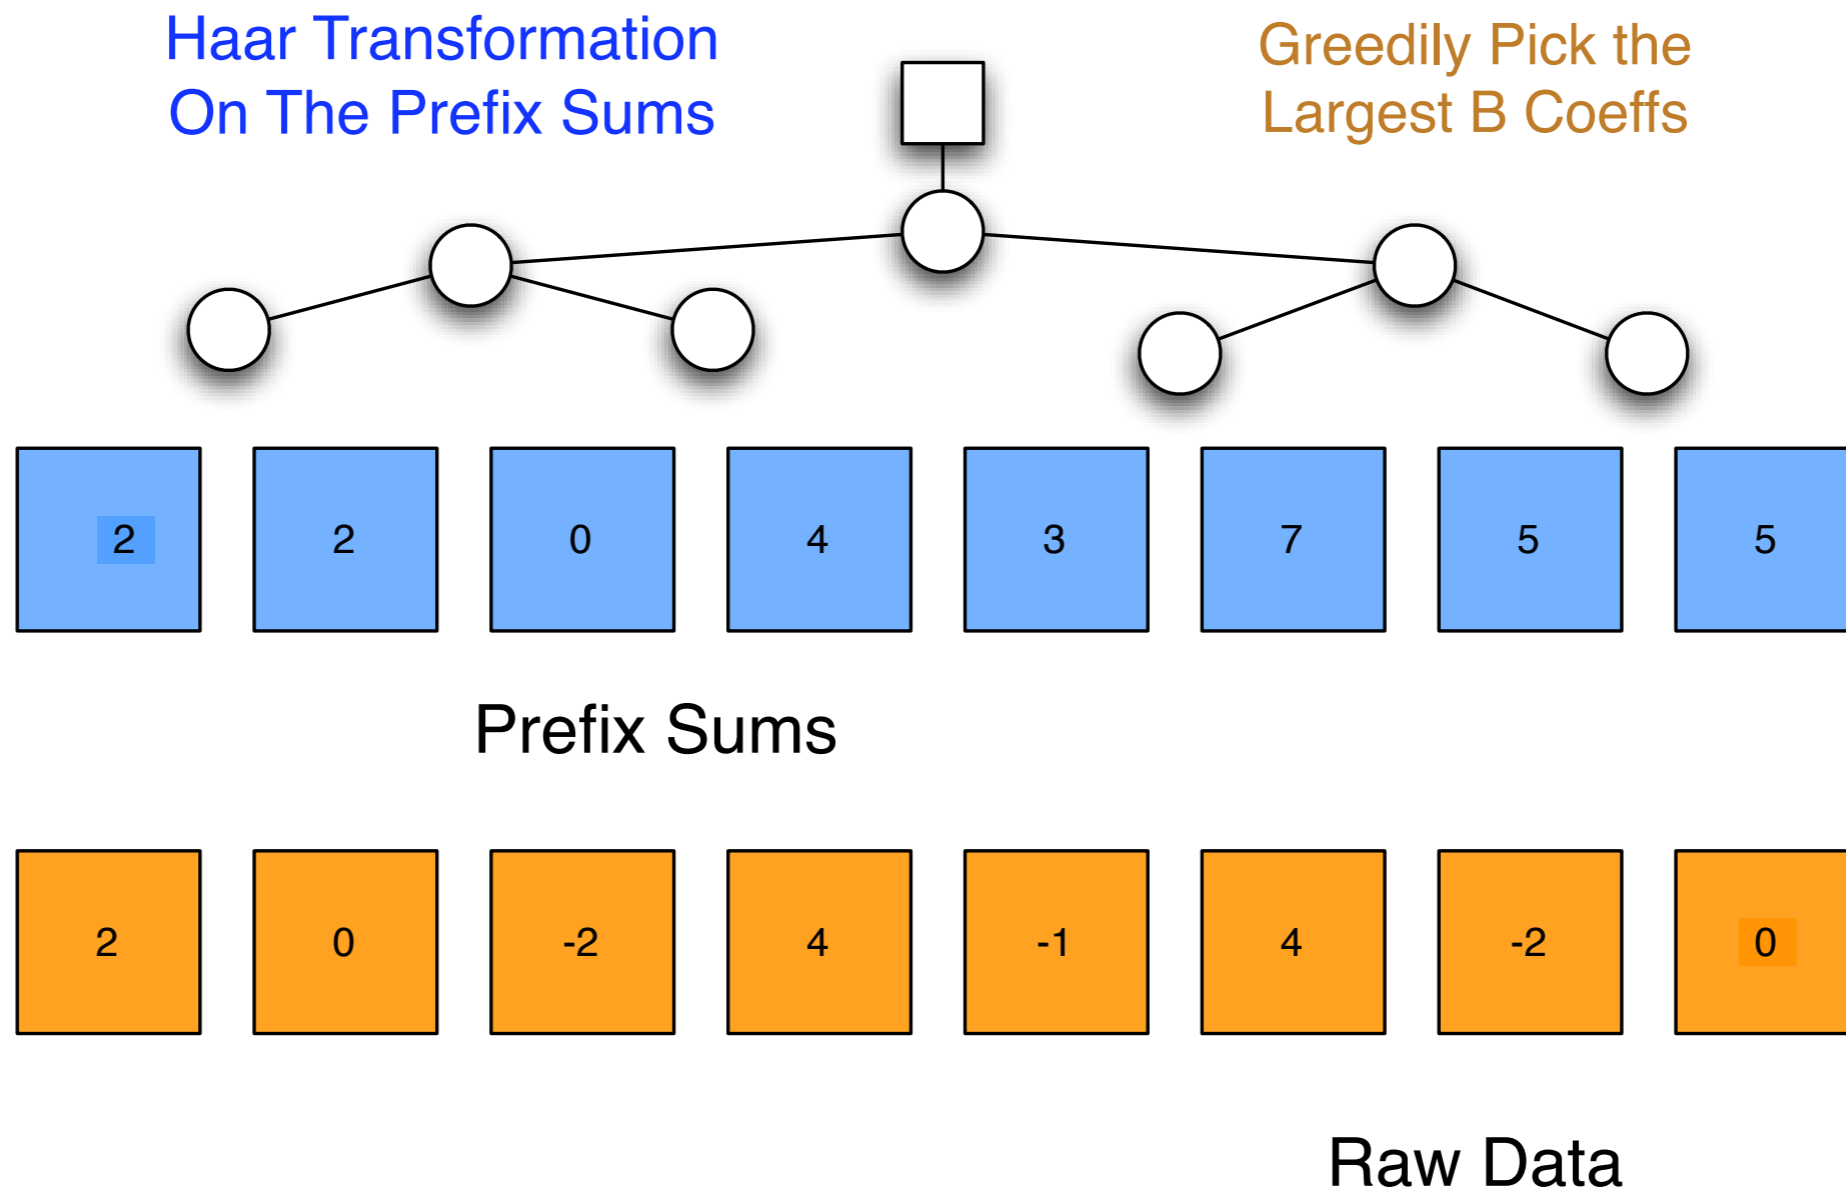 Haar Transformation
On The Prefix Sums
Greedily Pick the
Largest B Coeffs
2 2 0 4 3 7 5 5
Prefix Sums
2 0 -2 4 -1 4 -2 0
Raw Data